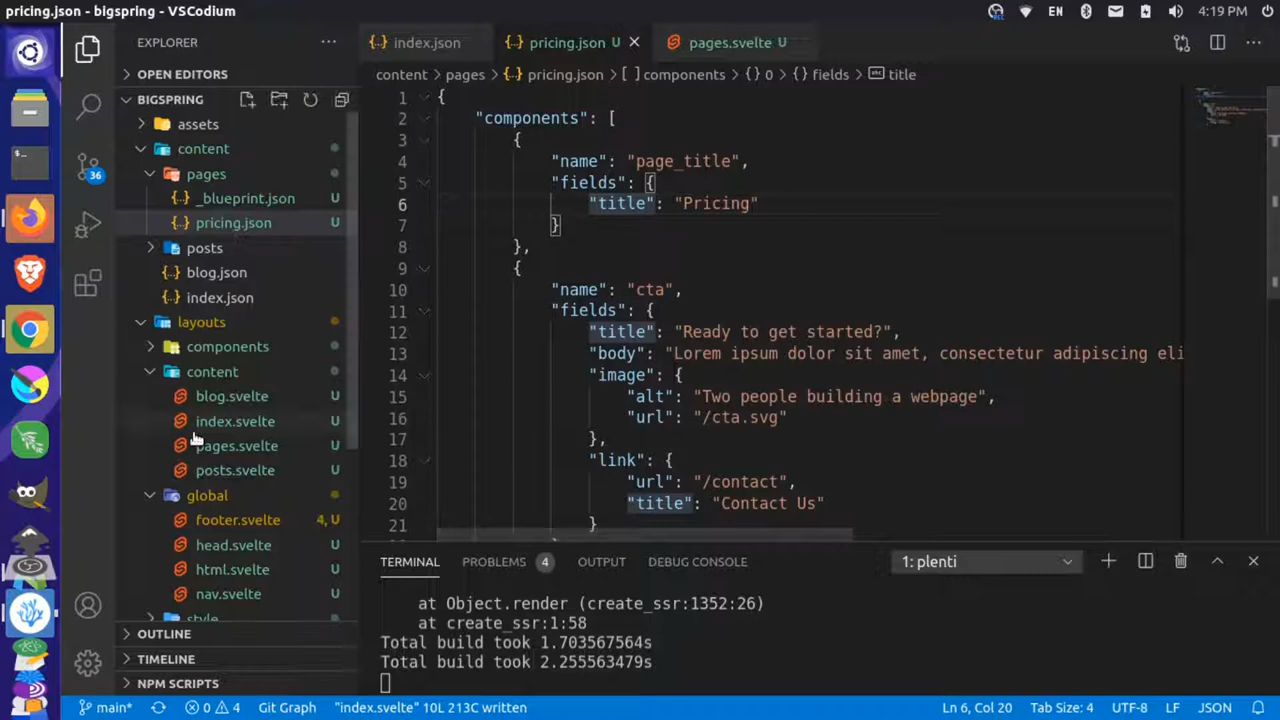 pricing.json - bigspring - VSCodium
EN
4:19 PM
EXPLORER
OPEN EDITORS
BIGSPRING
assets
content
pages
_blueprint.json U
pricing.json U
posts
blog.json
index.json
layouts
components
content
blog.svelte U
index.svelte U
pages.svelte U
posts.svelte U
global
footer.svelte 4, U
head.svelte U
html.svelte U
nav.svelte U
style
OUTLINE
TIMELINE
NPM SCRIPTS
36
index.json
pricing.json U
pages.svelte U
content > pages > {} pricing.json > [ ] components > {} 0 > {} fields > title
1 {
2 "components": [
3 {
4 "name": "page_title",
5 "fields": {
6 "title": "Pricing"
7 }
8 },
9 {
10 "name": "cta",
11 "fields": {
12 "title": "Ready to get started?",
13 "body": "Lorem ipsum dolor sit amet, consectetur adipiscing eli
14 "image": {
15 "alt": "Two people building a webpage",
16 "url": "/cta.svg"
17 },
18 "link": {
19 "url": "/contact",
20 "title": "Contact Us"
21 }
TERMINAL PROBLEMS 4 OUTPUT DEBUG CONSOLE 1: plenti
at Object.render (create_ssr:1352:26)
at create_ssr:1:58
Total build took 1.703567564s
Total build took 2.255563479s
main* 0 4 Git Graph "index.svelte" 10L 213C written Ln 6, Col 20 Tab Size: 4 UTF-8 LF JSON